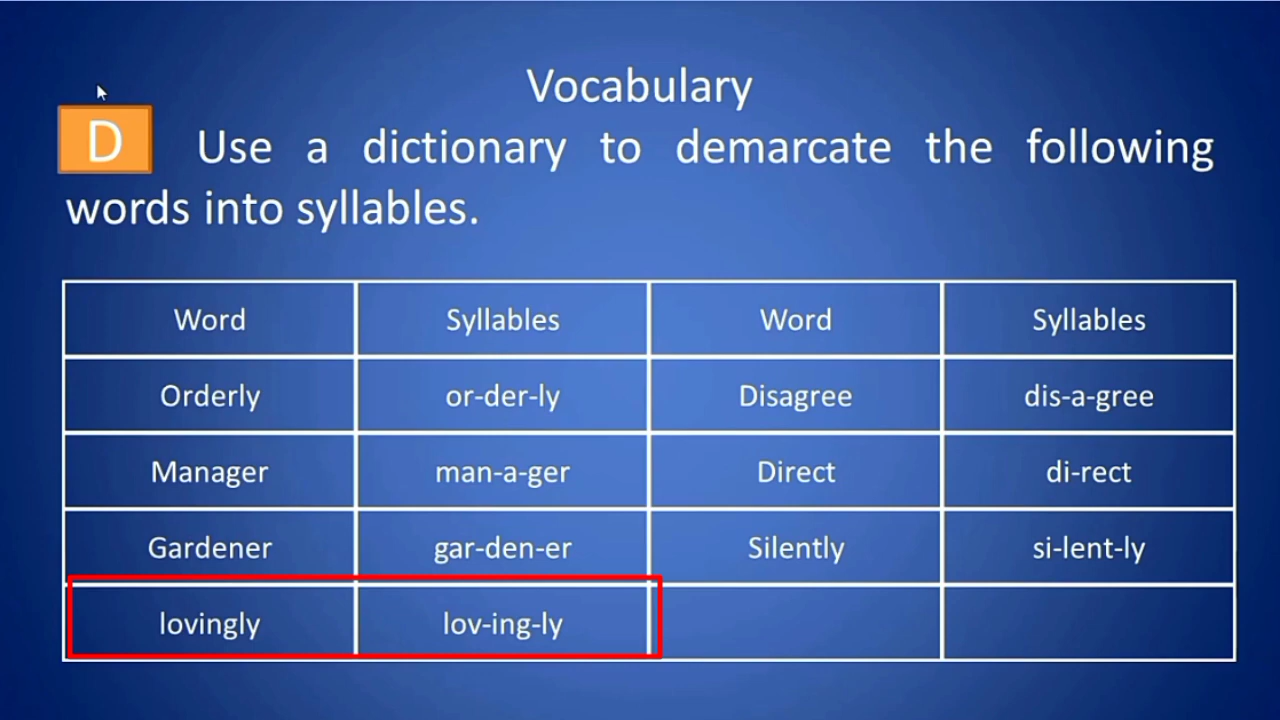 Vocabulary
D Use a dictionary to demarcate the following
words into syllables.
Word Syllables Word Syllables
Orderly or-der-ly Disagree dis-a-gree
Manager man-a-ger Direct di-rect
Gardener gar-den-er Silently si-lent-ly
lovingly lov-ing-ly